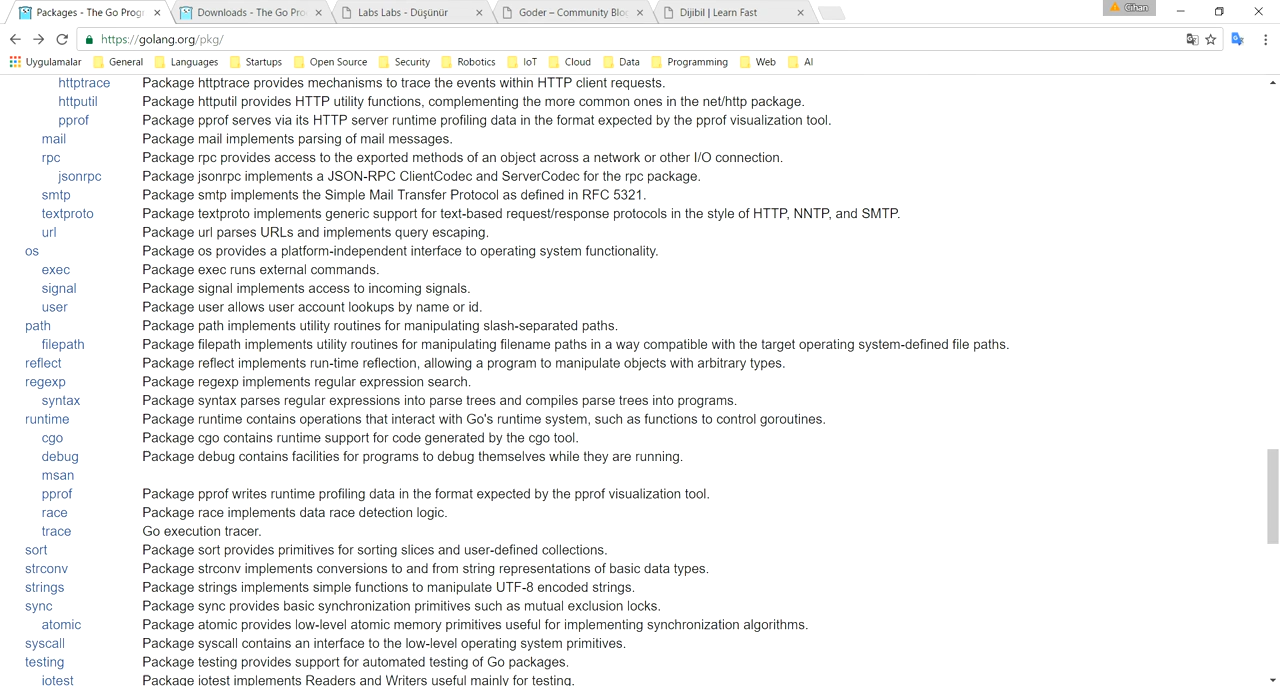 Packages - The Go Prog
Downloads - The Go Pro
Labs Labs - Düşünür
Goder – Community Blo
Dijibil | Learn Fast
Cihan
https://golang.org/pkg/
Uygulamalar General Languages Startups Open Source Security Robotics IoT Cloud Data Programming Web AI
httptrace Package httptrace provides mechanisms to trace the events within HTTP client requests.
httputil Package httputil provides HTTP utility functions, complementing the more common ones in the net/http package.
pprof Package pprof serves via its HTTP server runtime profiling data in the format expected by the pprof visualization tool.
mail Package mail implements parsing of mail messages.
rpc Package rpc provides access to the exported methods of an object across a network or other I/O connection.
jsonrpc Package jsonrpc implements a JSON-RPC ClientCodec and ServerCodec for the rpc package.
smtp Package smtp implements the Simple Mail Transfer Protocol as defined in RFC 5321.
textproto Package textproto implements generic support for text-based request/response protocols in the style of HTTP, NNTP, and SMTP.
url Package url parses URLs and implements query escaping.
os Package os provides a platform-independent interface to operating system functionality.
exec Package exec runs external commands.
signal Package signal implements access to incoming signals.
user Package user allows user account lookups by name or id.
path Package path implements utility routines for manipulating slash-separated paths.
filepath Package filepath implements utility routines for manipulating filename paths in a way compatible with the target operating system-defined file paths.
reflect Package reflect implements run-time reflection, allowing a program to manipulate objects with arbitrary types.
regexp Package regexp implements regular expression search.
syntax Package syntax parses regular expressions into parse trees and compiles parse trees into programs.
runtime Package runtime contains operations that interact with Go's runtime system, such as functions to control goroutines.
cgo Package cgo contains runtime support for code generated by the cgo tool.
debug Package debug contains facilities for programs to debug themselves while they are running.
msan
pprof Package pprof writes runtime profiling data in the format expected by the pprof visualization tool.
race Package race implements data race detection logic.
trace Go execution tracer.
sort Package sort provides primitives for sorting slices and user-defined collections.
strconv Package strconv implements conversions to and from string representations of basic data types.
strings Package strings implements simple functions to manipulate UTF-8 encoded strings.
sync Package sync provides basic synchronization primitives such as mutual exclusion locks.
atomic Package atomic provides low-level atomic memory primitives useful for implementing synchronization algorithms.
syscall Package syscall contains an interface to the low-level operating system primitives.
testing Package testing provides support for automated testing of Go packages.
iotest Package iotest implements Readers and Writers useful mainly for testing.